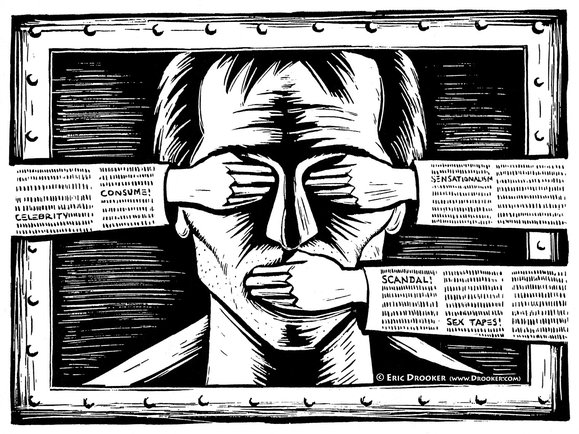 CONSUME!
CELEBRITY
SENSATIONALISM
SCANDAL!
SEX TAPES!
© ERIC DROOKER (WWW.DROOKER.COM)